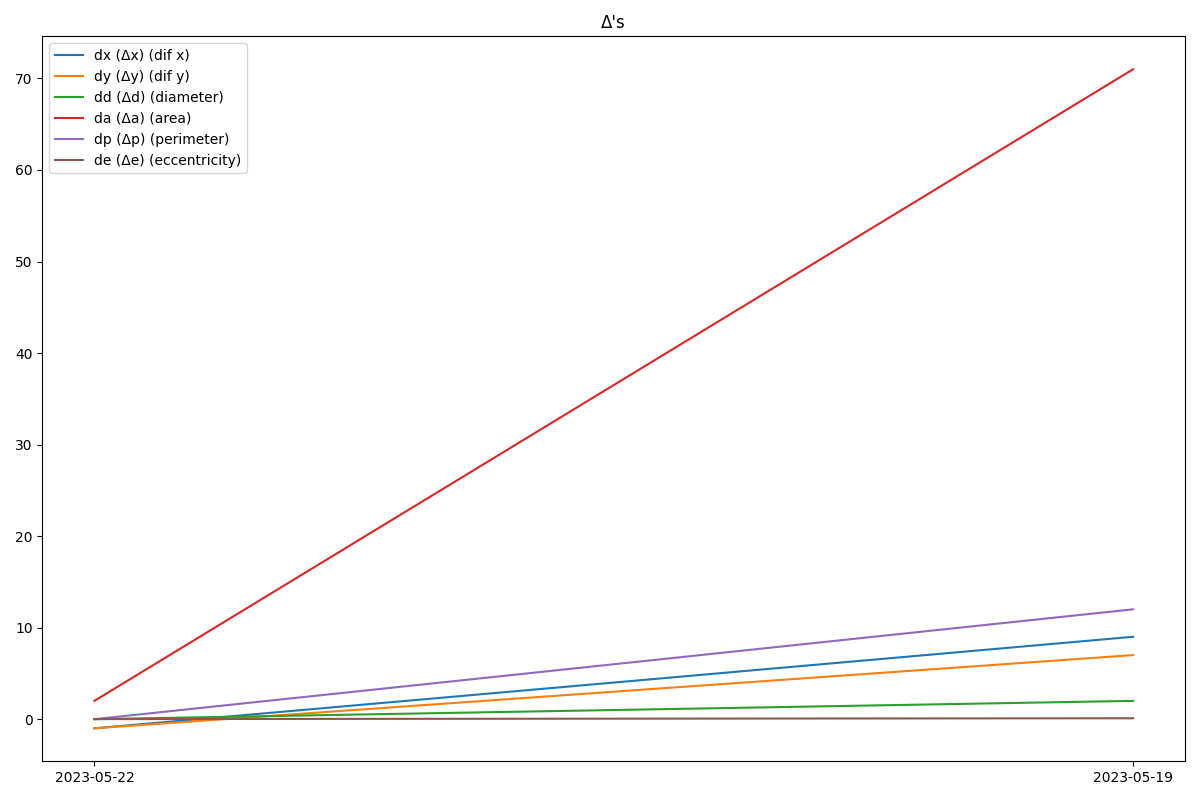 Δ's
dx (Δx) (dif x)
dy (Δy) (dif y)
dd (Δd) (diameter)
da (Δa) (area)
dp (Δp) (perimeter)
de (Δe) (eccentricity)
70
60
50
40
30
20
10
0
2023-05-22 2023-05-19